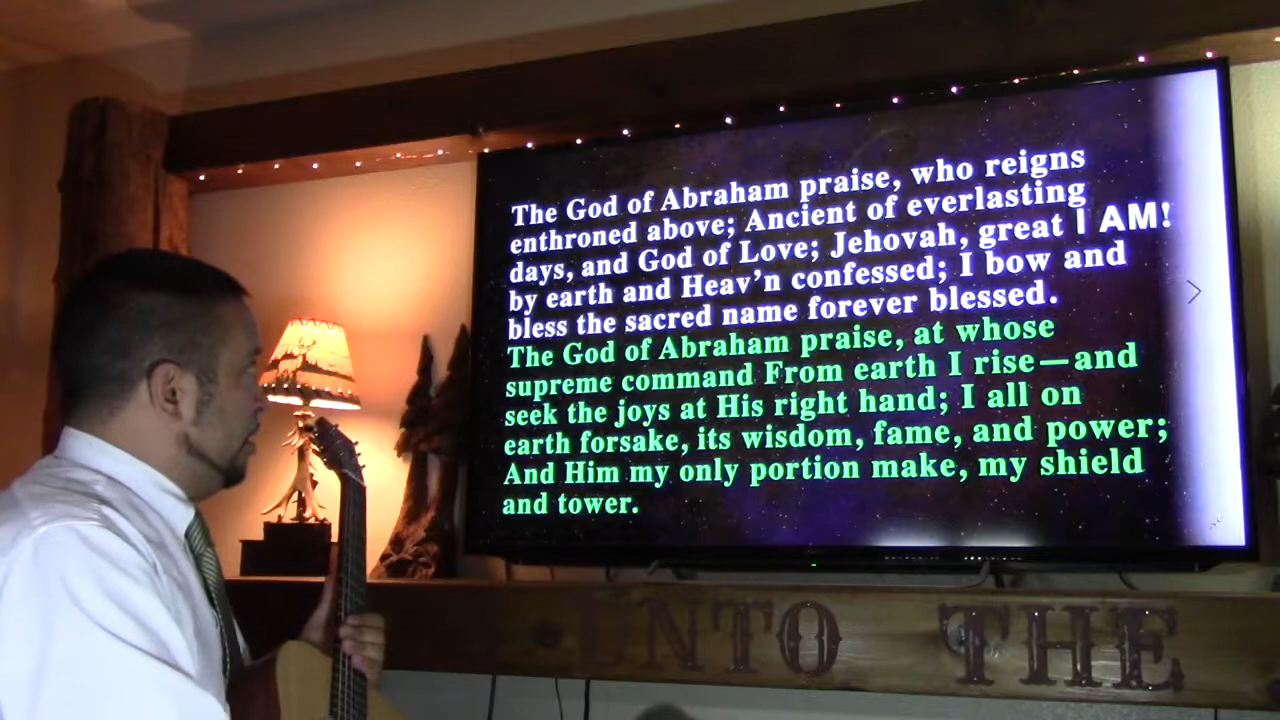 The God of Abraham praise, who reigns
enthroned above; Ancient of everlasting
days, and God of Love; Jehovah, great I AM!
by earth and Heav’n confessed; I bow and
bless the sacred name forever blessed.
The God of Abraham praise, at whose
supreme command From earth I rise—and
seek the joys at His right hand; I all on
earth forsake, its wisdom, fame, and power;
And Him my only portion make, my shield
and tower.
UNTO THE